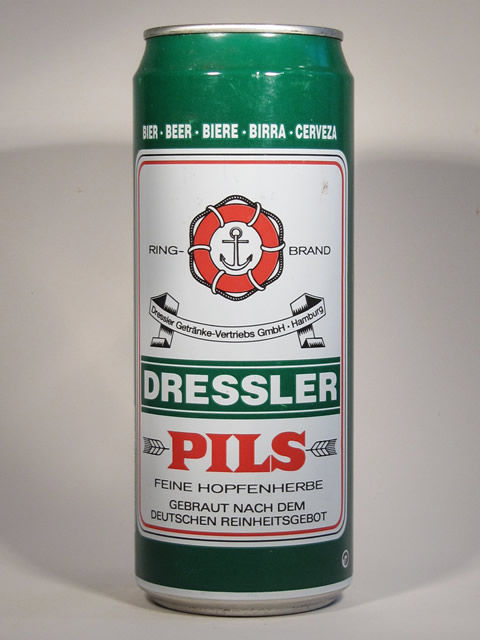 BIER · BEER · BIERE · BIRRA · CERVEZA
RING- BRAND
Dressler Getränke-Vertriebs GmbH · Hamburg
DRESSLER
PILS
FEINE HOPFENHERBE
GEBRAUT NACH DEM
DEUTSCHEN REINHEITSGEBOT